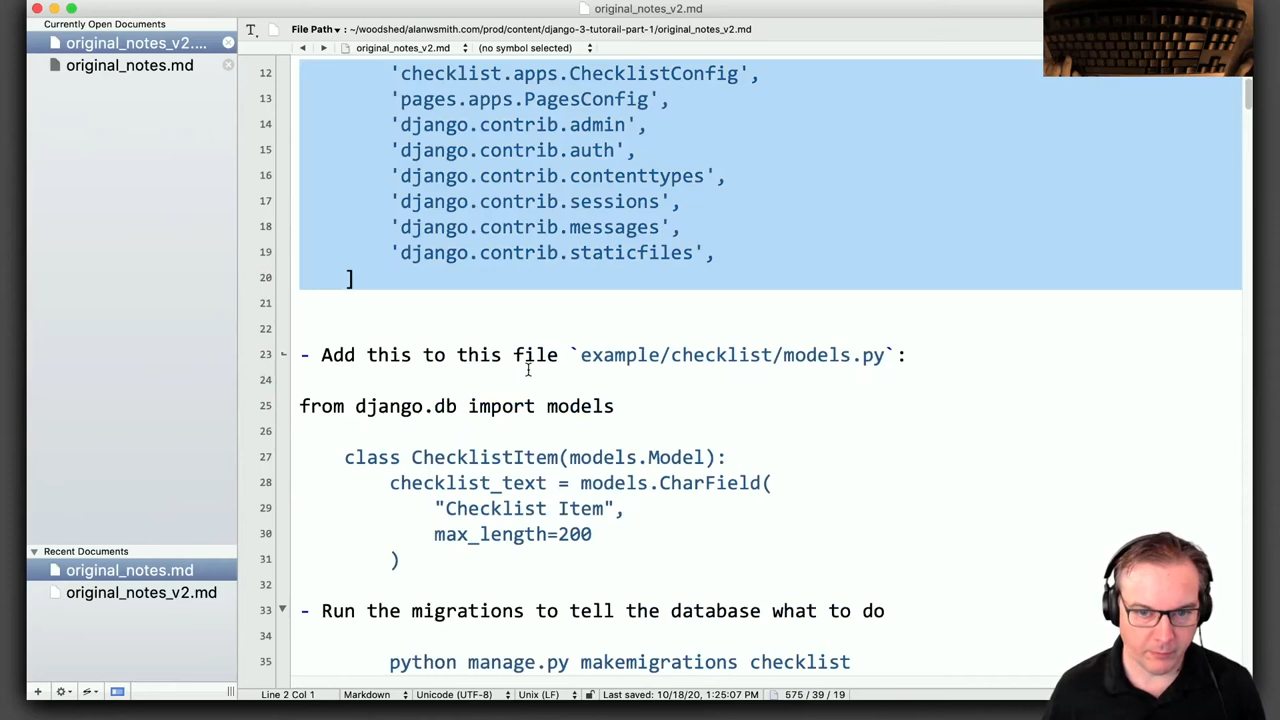 original_notes_v2.md
Currently Open Documents
original_notes_v2....
original_notes.md
File Path : ~/woodshed/alanwsmith.com/prod/content/django-3-tutorail-part-1/original_notes_v2.md
original_notes_v2.md (no symbol selected)
12 'checklist.apps.ChecklistConfig',
13 'pages.apps.PagesConfig',
14 'django.contrib.admin',
15 'django.contrib.auth',
16 'django.contrib.contenttypes',
17 'django.contrib.sessions',
18 'django.contrib.messages',
19 'django.contrib.staticfiles',
20 ]
21
22
23 - Add this to this file `example/checklist/models.py`:
24
25 from django.db import models
26
27 class ChecklistItem(models.Model):
28 checklist_text = models.CharField(
29 "Checklist Item",
30 max_length=200
31 )
32
33 - Run the migrations to tell the database what to do
34
35 python manage.py makemigrations checklist
Recent Documents
original_notes.md
original_notes_v2.md
Line 2 Col 1 Markdown Unicode (UTF-8) Unix (LF) Last saved: 10/18/20, 1:25:07 PM 575 / 39 / 19